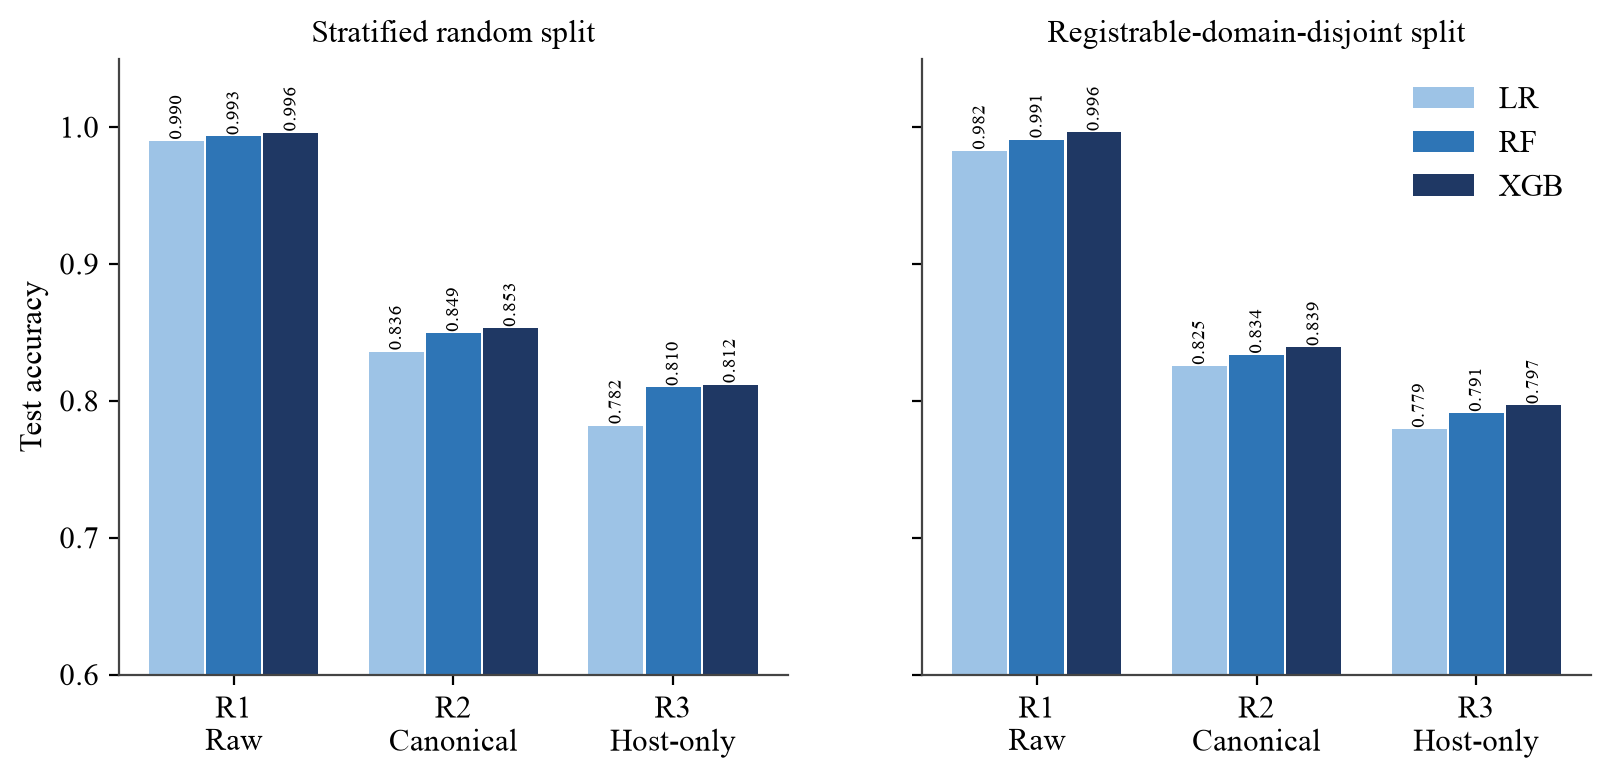 Stratified random split
Registrable-domain-disjoint split
Test accuracy
1.0
0.9
0.8
0.7
0.6
0.990
0.993
0.996
0.836
0.849
0.853
0.782
0.810
0.812
R1
Raw
R2
Canonical
R3
Host-only
0.982
0.991
0.996
0.825
0.834
0.839
0.779
0.791
0.797
LR
RF
XGB
R1
Raw
R2
Canonical
R3
Host-only